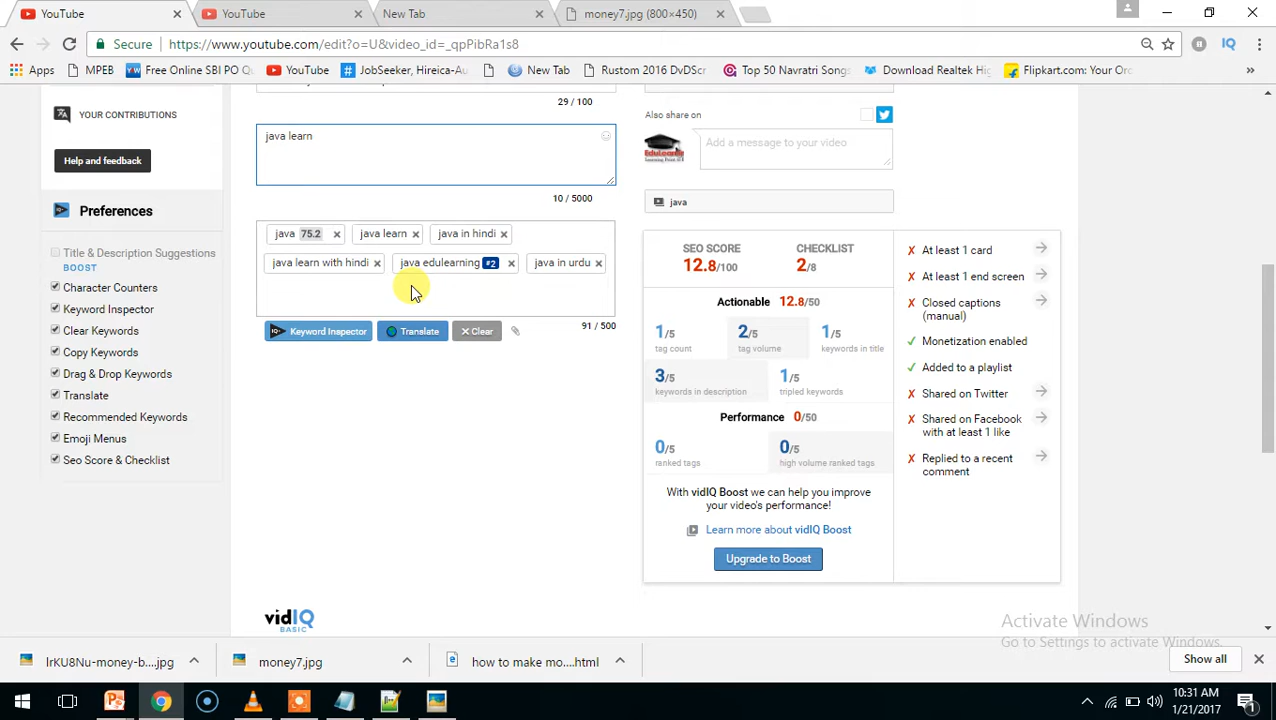 YouTube
YouTube
New Tab
money7.jpg (800×450)
Secure
https://www.youtube.com/edit?o=U&video_id=_qpPibRa1s8
IQ
Apps
MPEB
Free Online SBI PO Q
YouTube
JobSeeker, Hireica-Au
New Tab
Rustom 2016 DvDSc
Top 50 Navratri Song
Download Realtek Hig
Flipkart.com: Your On
YOUR CONTRIBUTIONS
Help and feedback
Preferences
Title & Description Suggestions
BOOST
Character Counters
Keyword Inspector
Clear Keywords
Copy Keywords
Drag & Drop Keywords
Translate
Recommended Keywords
Emoji Menus
Seo Score & Checklist
29 / 100
java learn
10 / 5000
java 75.2
java learn
java in hindi
java learn with hindi
java edulearning #2
java in urdu
Keyword Inspector
Translate
Clear
91 / 500
vidIQ
BASIC
Also share on
Add a message to your video
java
SEO SCORE
12.8/100
CHECKLIST
2/8
Actionable 12.8/50
1/5
tag count
2/5
tag volume
1/5
keywords in title
3/5
keywords in description
1/5
tripled keywords
Performance 0/50
0/5
ranked tags
0/5
high volume ranked tags
With vidIQ Boost we can help you improve
your video's performance!
Learn more about vidIQ Boost
Upgrade to Boost
At least 1 card
At least 1 end screen
Closed captions
(manual)
Monetization enabled
Added to a playlist
Shared on Twitter
Shared on Facebook
with at least 1 like
Replied to a recent
comment
Activate Windows
Go to Settings to activate Windows.
IrKU8Nu-money-b....jpg
money7.jpg
how to make mo....html
Show all
10:31 AM
1/21/2017